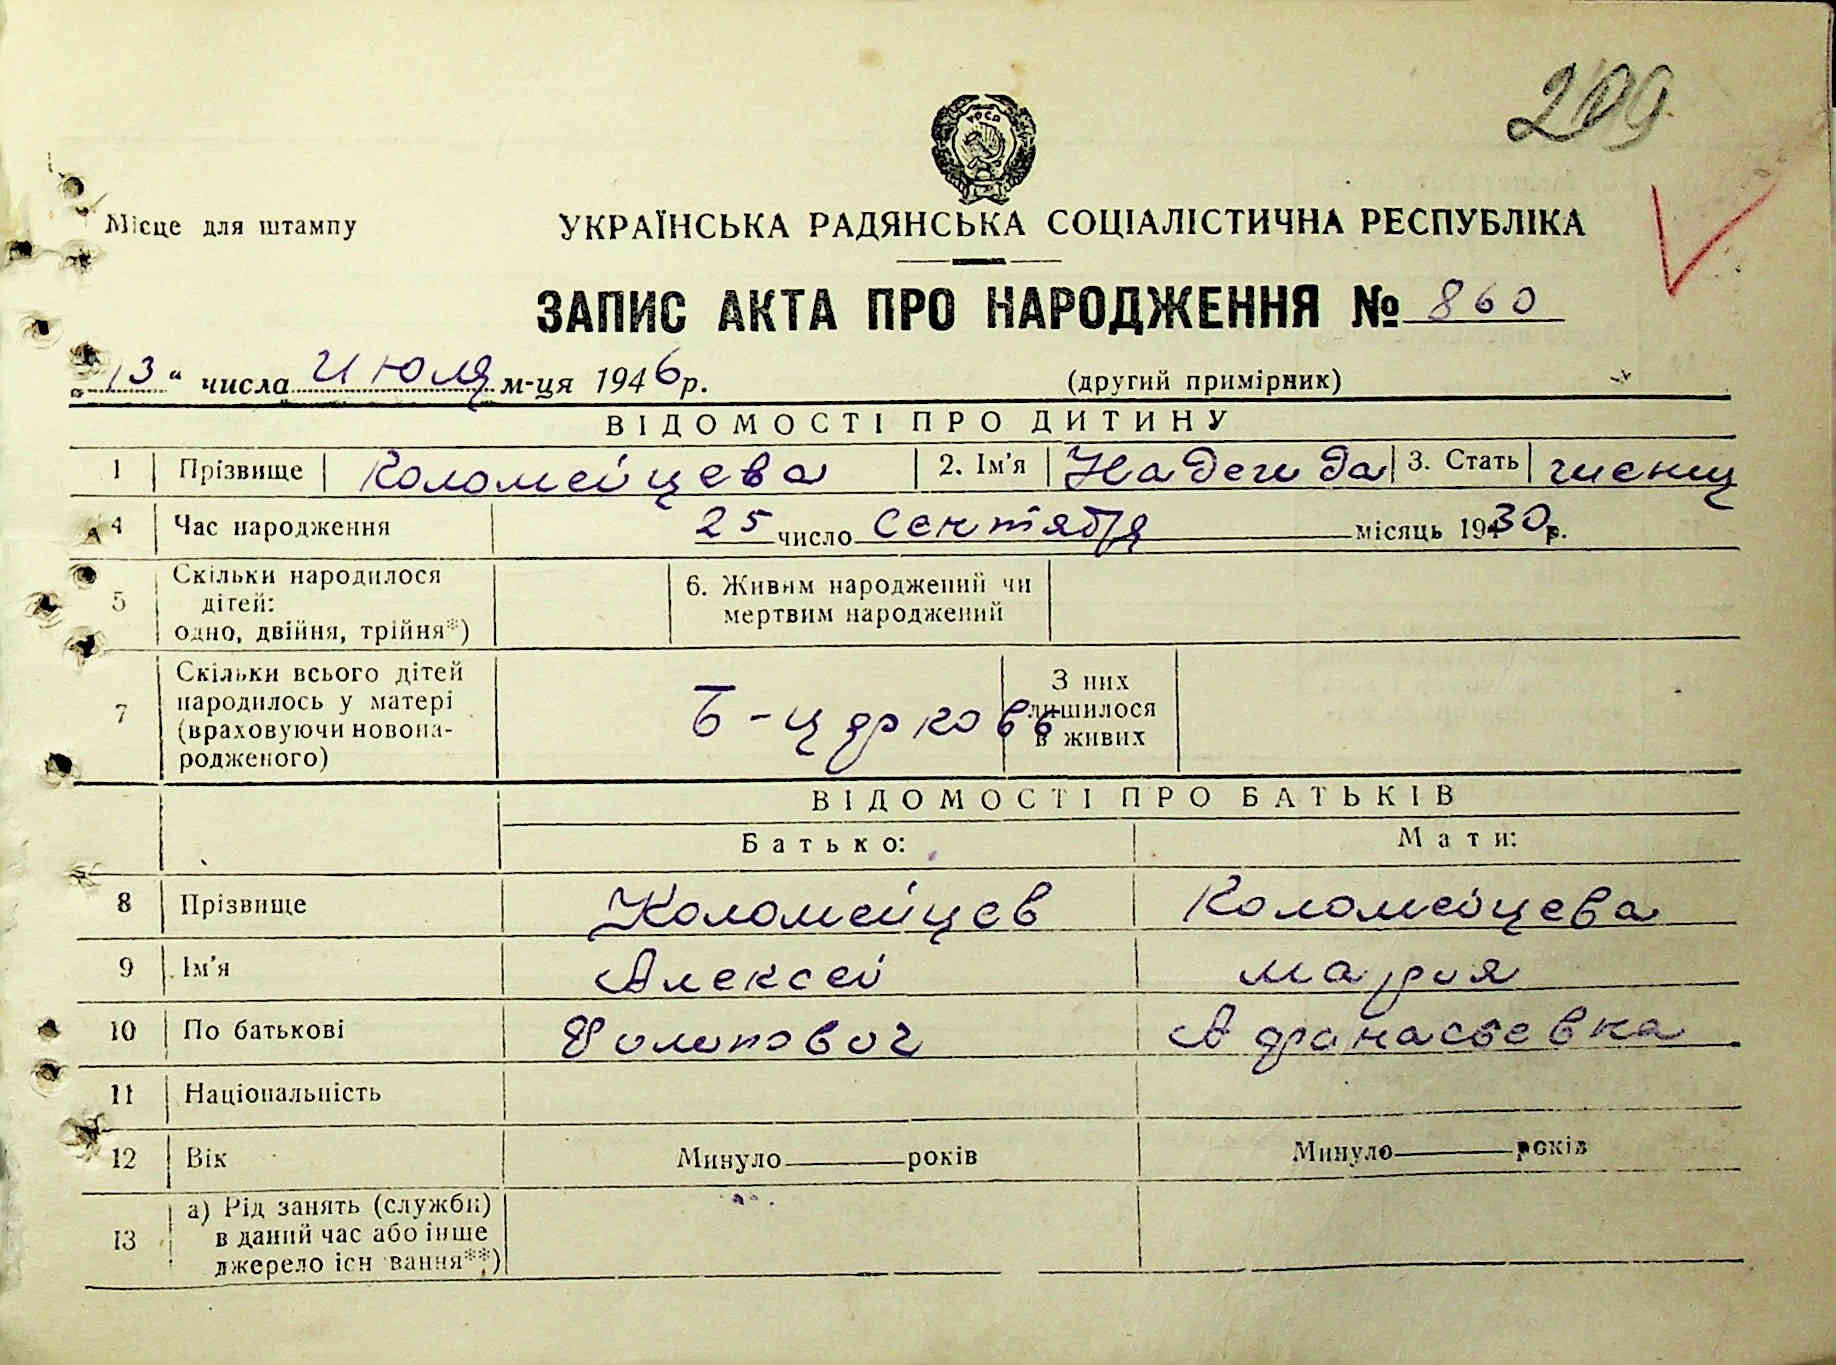 209
УРСР
Місце для штампу
УКРАЇНСЬКА РАДЯНСЬКА СОЦІАЛІСТИЧНА РЕСПУБЛІКА
ЗАПИС АКТА ПРО НАРОДЖЕННЯ № 860
„13“ числа июля м-ця 1946 р. (другий примірник)
ВІДОМОСТІ ПРО ДИТИНУ
1 Прізвище Коломейцева 2. Ім'я Надежда 3. Стать женщ
4 Час народження 25 число сентября місяць 1930 р.
5 Скільки народилося дітей: одно, двійня, трійня*) 6. Живим народжений чи мертвим народжений
7 Скільки всього дітей народилось у матері (враховуючи новонародженого) Б-церковь З них лишилося в живих
ВІДОМОСТІ ПРО БАТЬКІВ
Батько: Мати:
8 Прізвище Коломейцев Коломейцева
9 Ім'я Алексей Мария
10 По батькові Филипович Афанасьевна
11 Національність
12 Вік Минуло років Минуло років
13 а) Рід занять (служби) в даний час або інше джерело існування**)